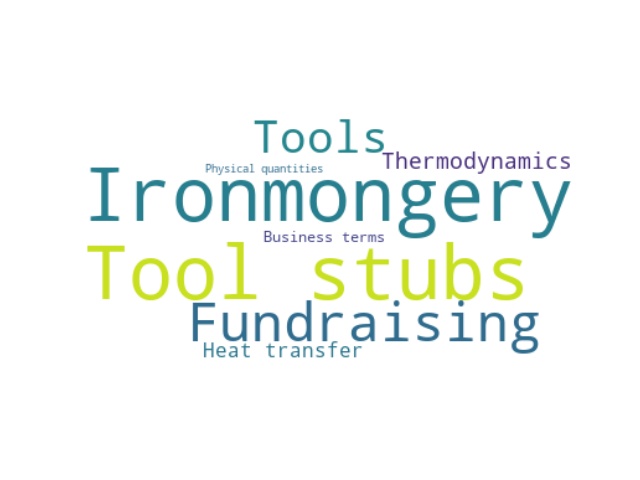 Tools
Thermodynamics
Physical quantities
Ironmongery
Business terms
Tool stubs
Fundraising
Heat transfer